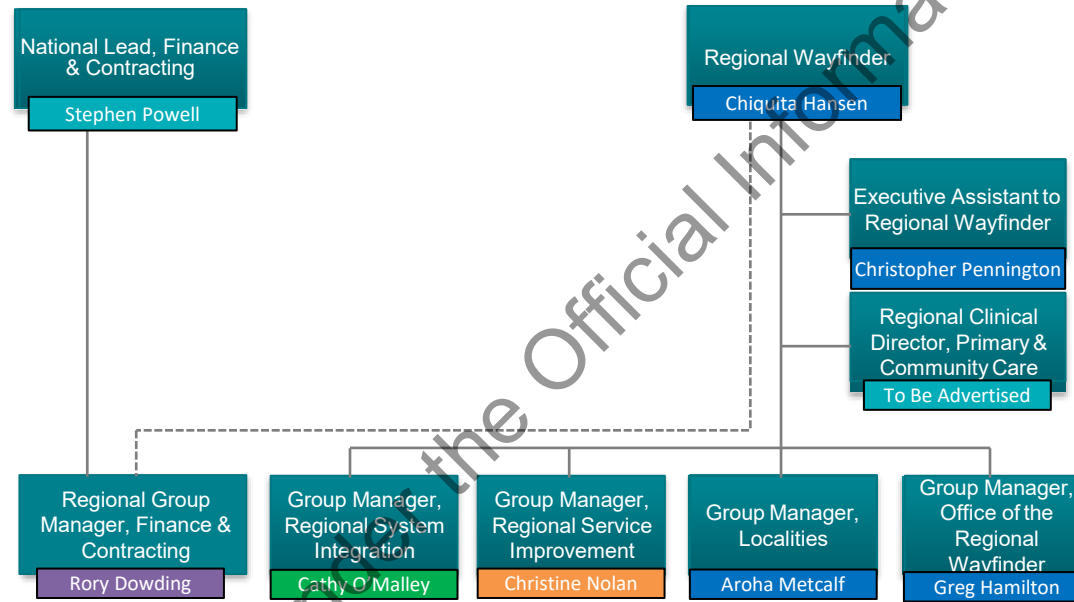 National Lead, Finance
& Contracting
Stephen Powell
Regional Wayfinder
Chiquita Hansen
Executive Assistant to
Regional Wayfinder
Christopher Pennington
Regional Clinical
Director, Primary &
Community Care
To Be Advertised
Regional Group
Manager, Finance &
Contracting
Rory Dowding
Group Manager,
Regional System
Integration
Cathy O'Malley
Group Manager,
Regional Service
Improvement
Christine Nolan
Group Manager,
Localities
Aroha Metcalf
Group Manager,
Office of the
Regional
Wayfinder
Greg Hamilton
the Official